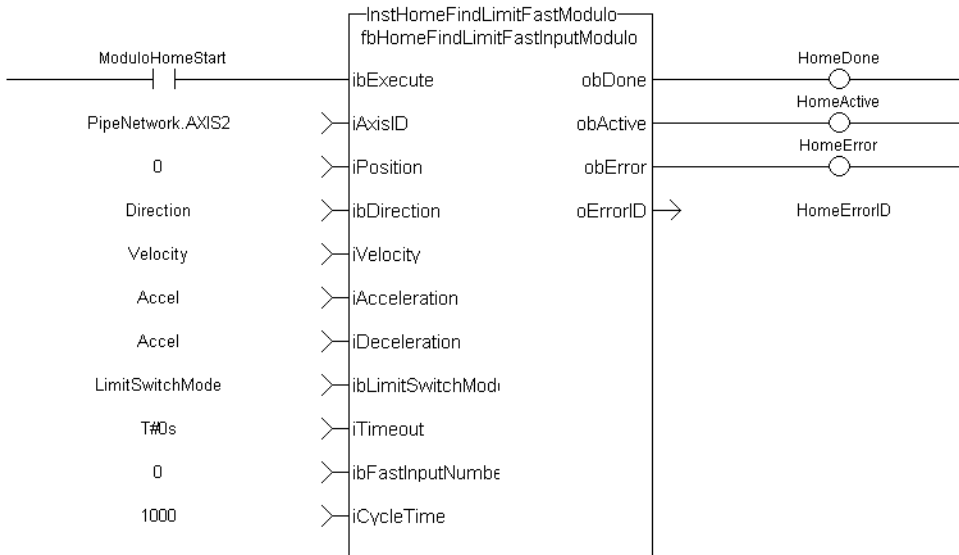 InstHomeFindLimitFastModulo
fbHomeFindLimitFastInputModulo
ModuloHomeStart
ibExecute
obDone
HomeDone
PipeNetwork.AXIS2
iAxisID
obActive
HomeActive
0
iPosition
obError
HomeError
Direction
ibDirection
oErrorID
HomeErrorID
Velocity
iVelocity
Accel
iAcceleration
Accel
iDeceleration
LimitSwitchMode
ibLimitSwitchMod
T#0s
iTimeout
0
ibFastInputNumbe
1000
iCycleTime